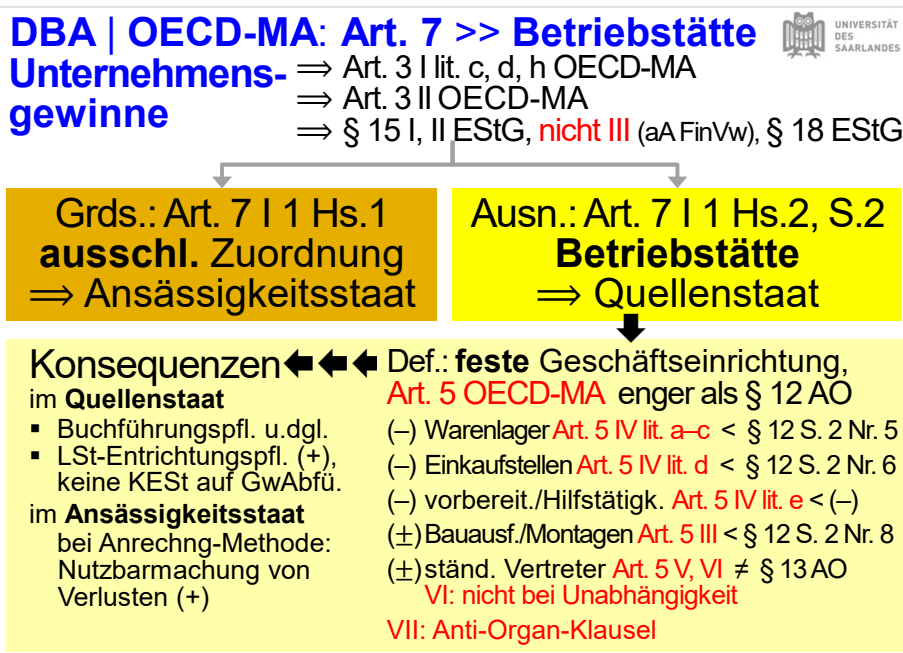 DBA | OECD-MA: Art. 7 >> Betriebstätte
UNIVERSITÄT
DES
SAARLANDES
Unternehmens-
gewinne
⟹ Art. 3 I lit. c, d, h OECD-MA
⟹ Art. 3 II OECD-MA
⟹ § 15 I, II EStG, nicht III (aA FinVw), § 18 EStG
Grds.: Art. 7 I 1 Hs.1
ausschl. Zuordnung
⟹ Ansässigkeitsstaat
Ausn.: Art. 7 I 1 Hs.2, S.2
Betriebstätte
⟹ Quellenstaat
Konsequenzen
im Quellenstaat
▪ Buchführungspfl. u.dgl.
▪ LSt-Entrichtungspfl. (+),
keine KESt auf GwAbfü.
im Ansässigkeitsstaat
bei Anrechng-Methode:
Nutzbarmachung von
Verlusten (+)
Def.: feste Geschäftseinrichtung,
Art. 5 OECD-MA enger als § 12 AO
(–) Warenlager Art. 5 IV lit. a–c < § 12 S. 2 Nr. 5
(–) Einkaufstellen Art. 5 IV lit. d < § 12 S. 2 Nr. 6
(–) vorbereit./Hilfstätigk. Art. 5 IV lit. e < (–)
(±) Bauausf./Montagen Art. 5 III < § 12 S. 2 Nr. 8
(±) ständ. Vertreter Art. 5 V, VI ≠ § 13 AO
VI: nicht bei Unabhängigkeit
VII: Anti-Organ-Klausel